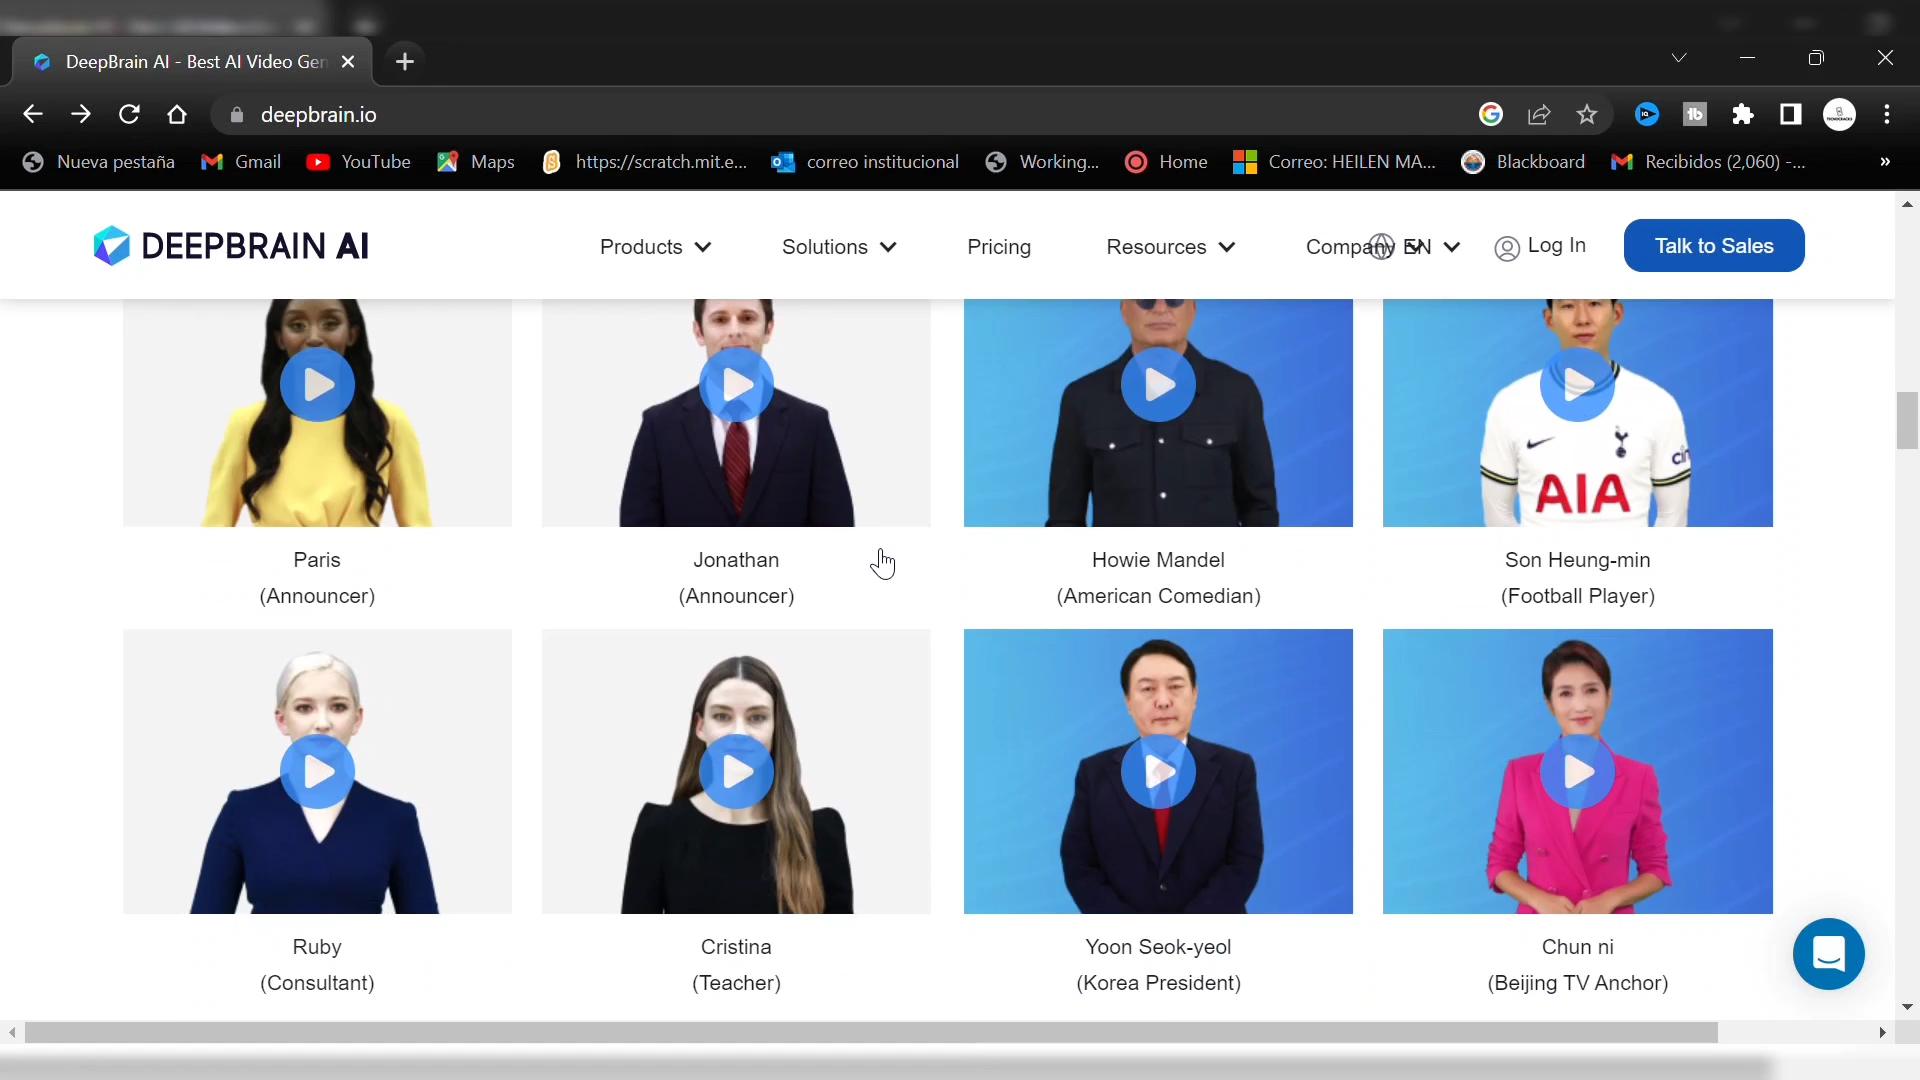 DeepBrain AI - Best AI Video Gen
deepbrain.io
Nueva pestaña
Gmail
YouTube
Maps
https://scratch.mit.e...
correo institucional
Working...
Home
Correo: HEILEN MA...
Blackboard
Recibidos (2,060) -...
»
DEEPBRAIN AI
Products
Solutions
Pricing
Resources
Company
EN
Log In
Talk to Sales
AIA
Paris
(Announcer)
Jonathan
(Announcer)
Howie Mandel
(American Comedian)
Son Heung-min
(Football Player)
Ruby
(Consultant)
Cristina
(Teacher)
Yoon Seok-yeol
(Korea President)
Chun ni
(Beijing TV Anchor)